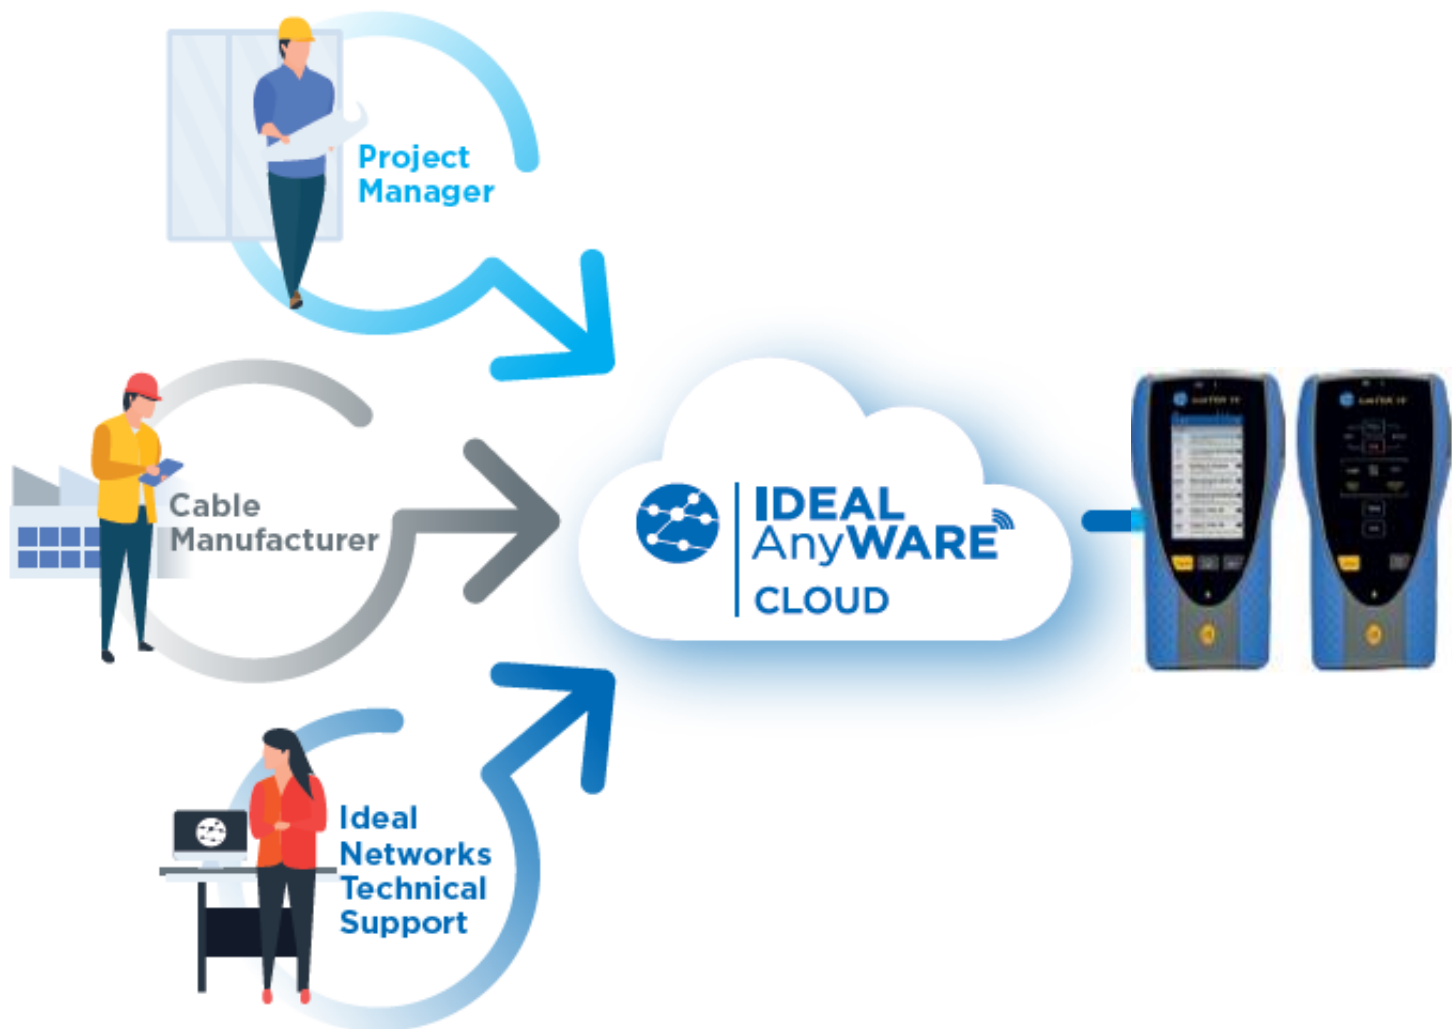 Project
Manager
Cable
Manufacturer
IDEAL
AnyWARE
CLOUD
Ideal
Networks
Technical
Support